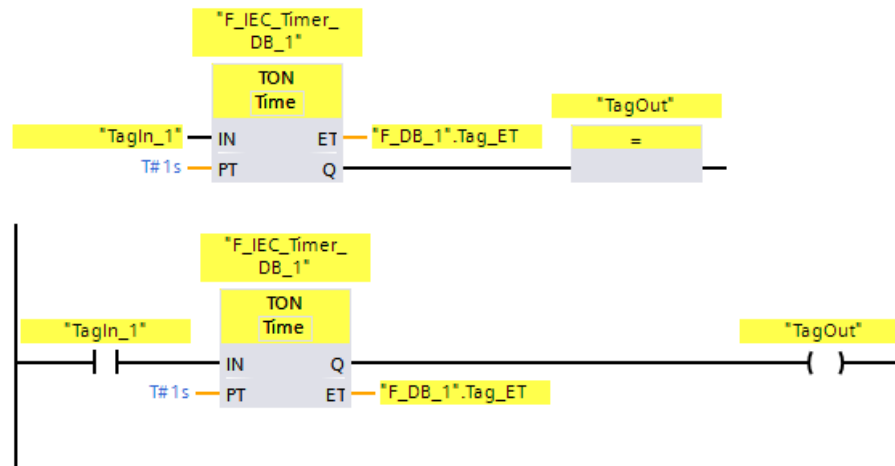 "F_IEC_Timer_
DB_1"
TON
Time
"TagOut"
=
"TagIn_1" IN ET "F_DB_1".Tag_ET
T#1s PT Q
"F_IEC_Timer_
DB_1"
TON
Time
"TagIn_1" "TagOut"
IN Q
T#1s PT ET "F_DB_1".Tag_ET